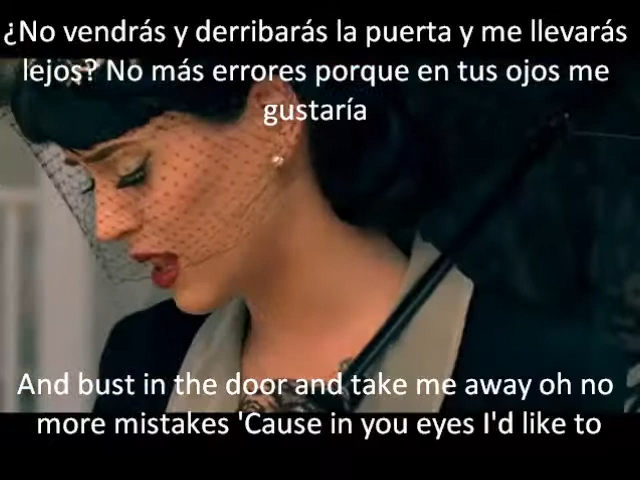 ¿No vendrás y derribarás la puerta y me llevarás
lejos? No más errores porque en tus ojos me
gustaría
And bust in the door and take me away oh no
more mistakes 'Cause in you eyes I'd like to